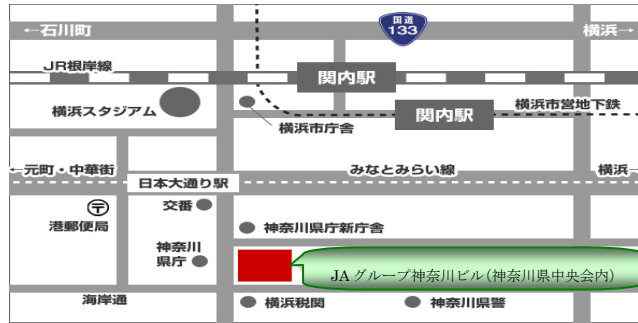 国道
133
←石川町
横浜→
JR根岸線
関内駅
横浜スタジアム
横浜市営地下鉄
関内駅
横浜市庁舎
←元町・中華街
みなとみらい線
横浜→
日本大通り駅
交番
〒
港郵便局
神奈川県庁新庁舎
神奈川
県庁
JAグループ神奈川ビル(神奈川県中央会内)
海岸通
横浜税関
神奈川県警